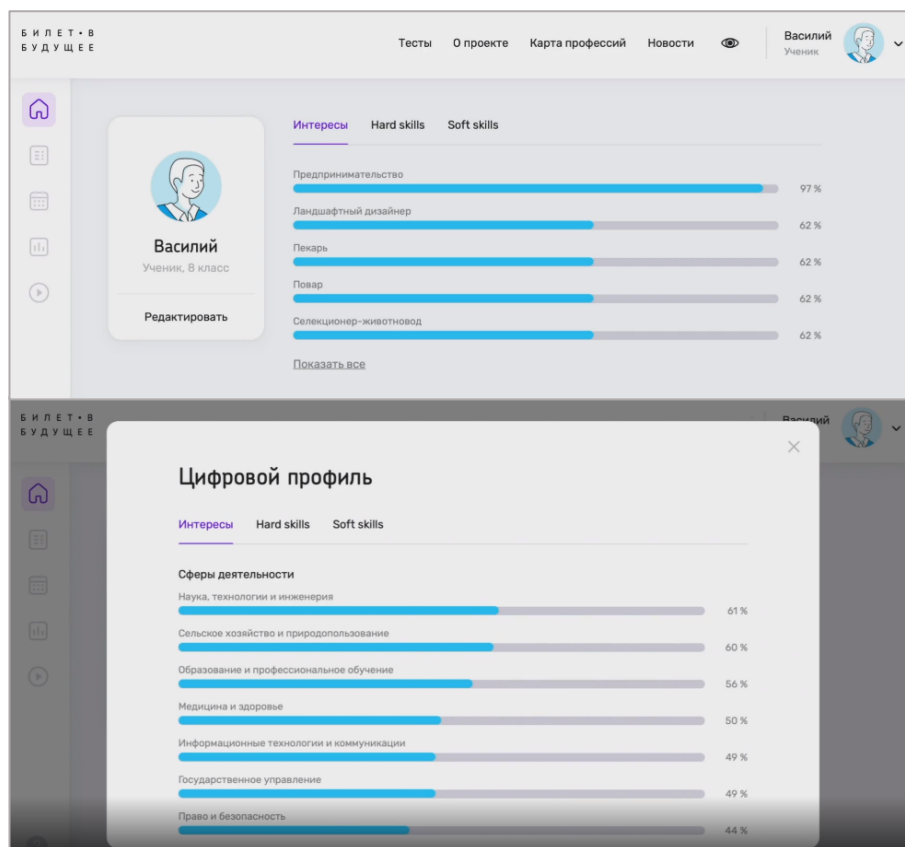 БИЛЕТ•В
БУДУЩЕЕ
Тесты О проекте Карта профессий Новости
Василий
Ученик
Василий
Ученик, 8 класс
Редактировать
Интересы Hard skills Soft skills
Предпринимательство
97 %
Ландшафтный дизайнер
62 %
Пекарь
62 %
Повар
62 %
Селекционер-животновод
62 %
Показать все
БИЛЕТ•В
БУДУЩЕЕ
Василий
Цифровой профиль
Интересы Hard skills Soft skills
Сферы деятельности
Наука, технологии и инженерия
61 %
Сельское хозяйство и природопользование
60 %
Образование и профессиональное обучение
56 %
Медицина и здоровье
50 %
Информационные технологии и коммуникации
49 %
Государственное управление
49 %
Право и безопасность
44 %